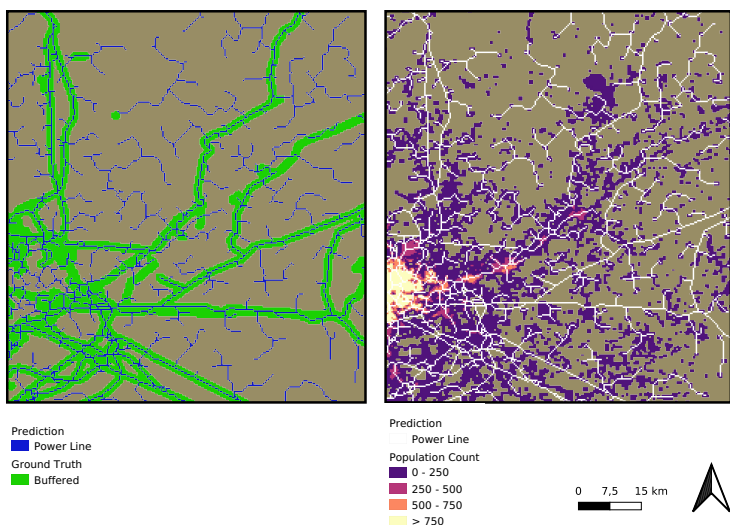 Prediction
Power Line
Ground Truth
Buffered
Prediction
Power Line
Population Count
0 - 250
250 - 500
500 - 750
> 750
0 7,5 15 km